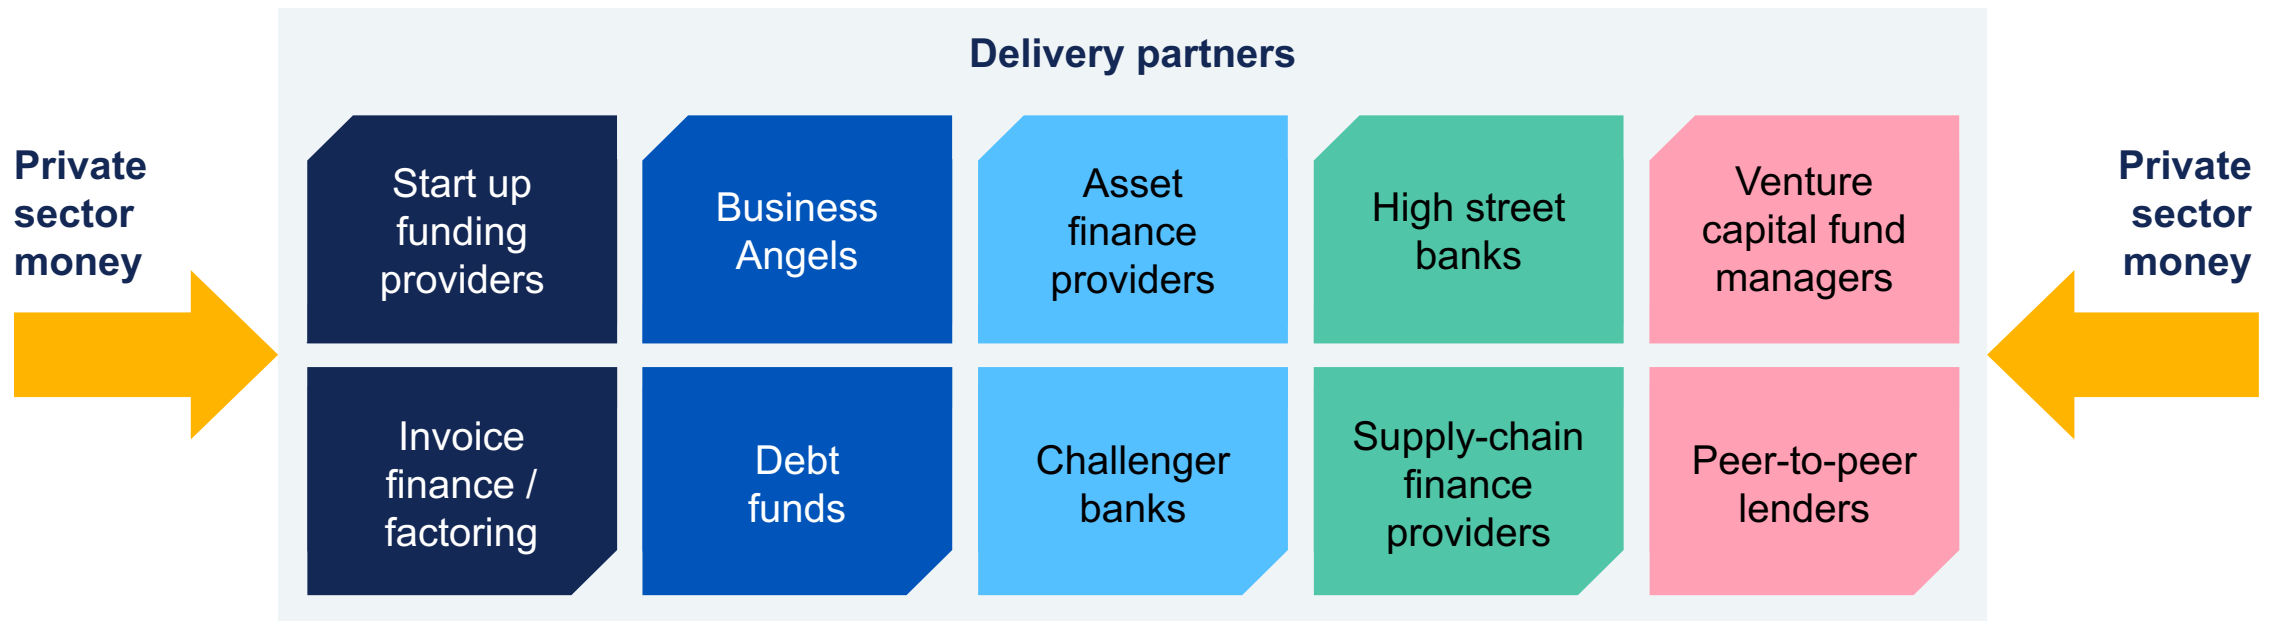 Delivery partners
Private
sector
money
Start up
funding
providers
Business
Angels
Asset
finance
providers
High street
banks
Venture
capital fund
managers
Private
sector
money
Invoice
finance /
factoring
Debt
funds
Challenger
banks
Supply-chain
finance
providers
Peer-to-peer
lenders